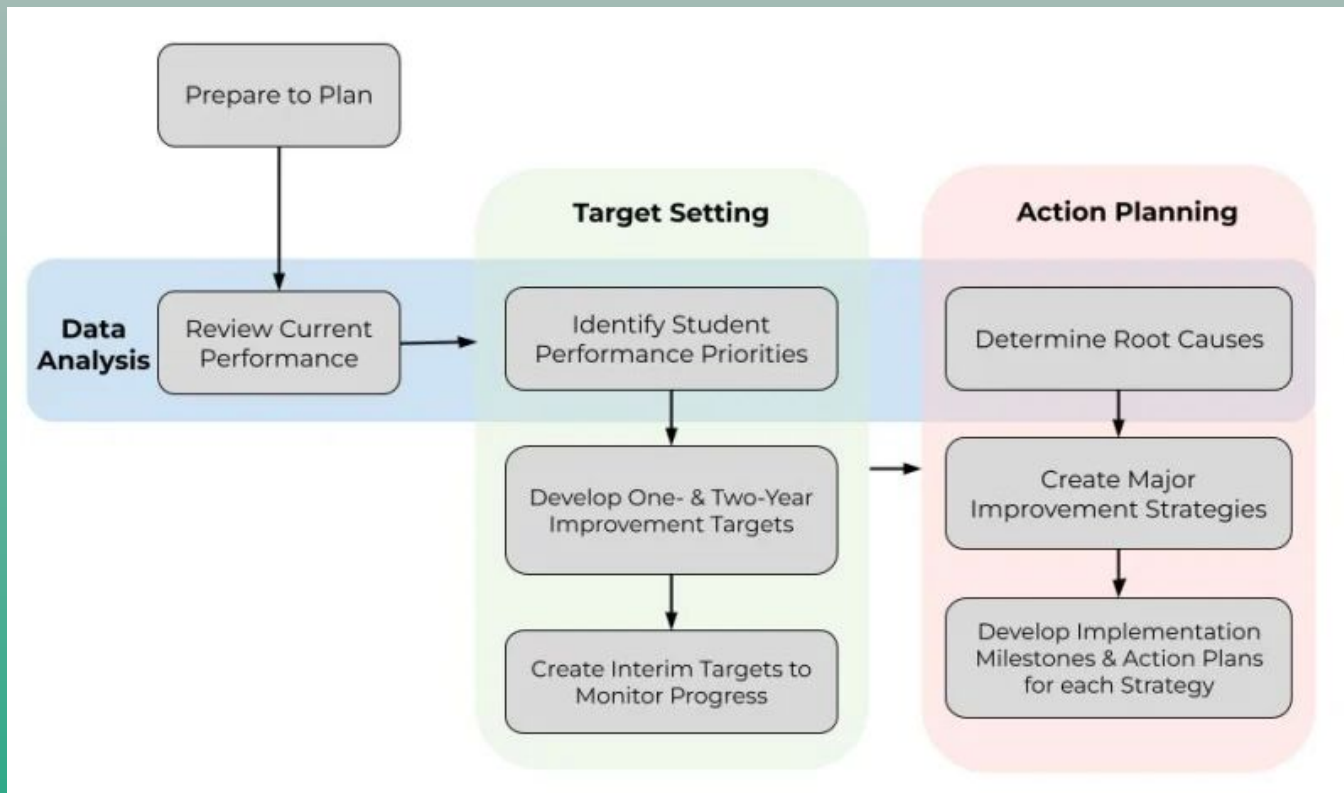 Prepare to Plan
Target Setting
Action Planning
Data
Analysis
Review Current
Performance
Identify Student
Performance Priorities
Determine Root Causes
Develop One- & Two-Year
Improvement Targets
Create Major
Improvement Strategies
Create Interim Targets to
Monitor Progress
Develop Implementation
Milestones & Action Plans
for each Strategy